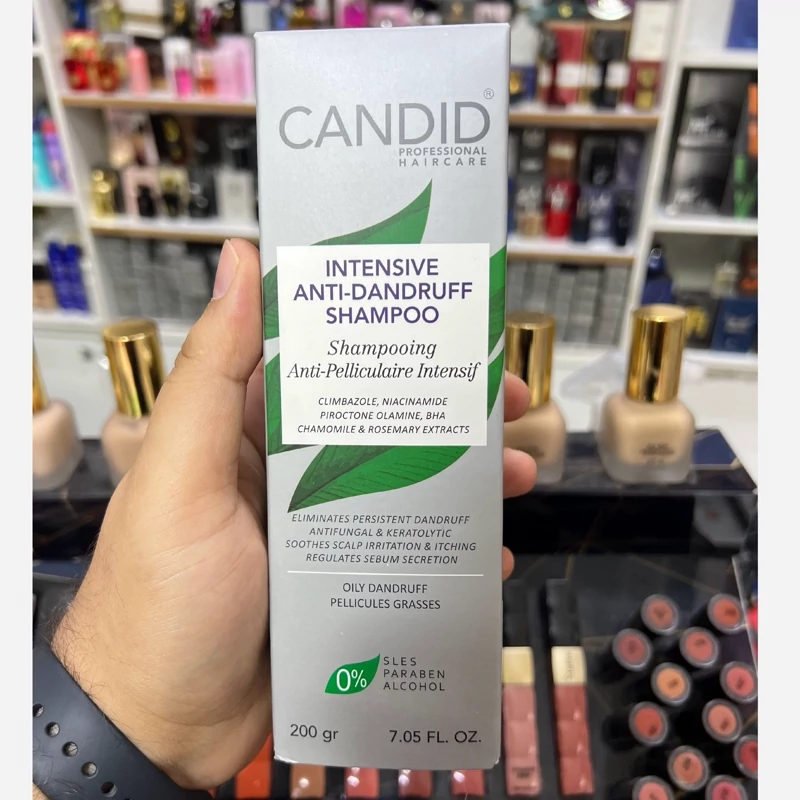 CANDID®
PROFESSIONAL
HAIRCARE
INTENSIVE
ANTI-DANDRUFF
SHAMPOO
Shampooing
Anti-Pelliculaire Intensif
CLIMBAZOLE, NIACINAMIDE
PIROCTONE OLAMINE, BHA
CHAMOMILE & ROSEMARY EXTRACTS
ELIMINATES PERSISTENT DANDRUFF
ANTIFUNGAL & KERATOLYTIC
SOOTHES SCALP IRRITATION & ITCHING
REGULATES SEBUM SECRETION
OILY DANDRUFF
PELLICULES GRASSES
0%
SLES
PARABEN
ALCOHOL
200 gr 7.05 FL. OZ.